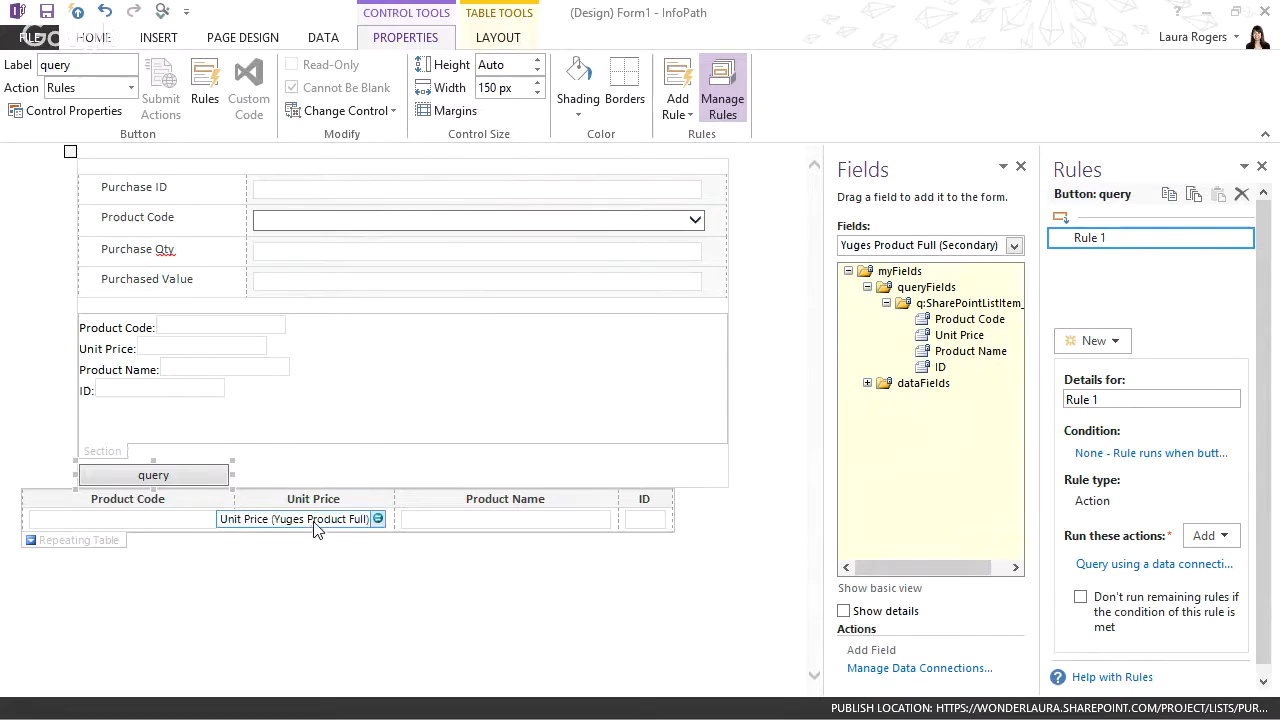 CONTROL TOOLS
TABLE TOOLS
(Design) Form1 - InfoPath
Google
FILE
HOME
INSERT
PAGE DESIGN
DATA
PROPERTIES
LAYOUT
Laura Rogers
Label query
Action Rules
Control Properties
Submit Actions
Rules
Custom Code
Button
Read-Only
Cannot Be Blank
Change Control
Modify
Height Auto
Width 150 px
Margins
Control Size
Shading
Borders
Color
Add Rule
Manage Rules
Rules
Purchase ID
Product Code
Purchase Qty
Purchased Value
Product Code:
Unit Price:
Product Name:
ID:
Section
query
Product Code Unit Price Product Name ID
Unit Price (Yuges Product Full)
Repeating Table
Fields
Drag a field to add it to the form.
Fields:
Yuges Product Full (Secondary)
myFields
queryFields
q:SharePointListItem_
Product Code
Unit Price
Product Name
ID
dataFields
Show basic view
Show details
Actions
Add Field
Manage Data Connections...
Rules
Button: query
Rule 1
New
Details for:
Rule 1
Condition:
None - Rule runs when butt...
Rule type:
Action
Run these actions:* Add
Query using a data connecti...
Don't run remaining rules if
the condition of this rule is
met
Help with Rules
PUBLISH LOCATION: HTTPS://WONDERLAURA.SHAREPOINT.COM/PROJECT/LISTS/PUR...